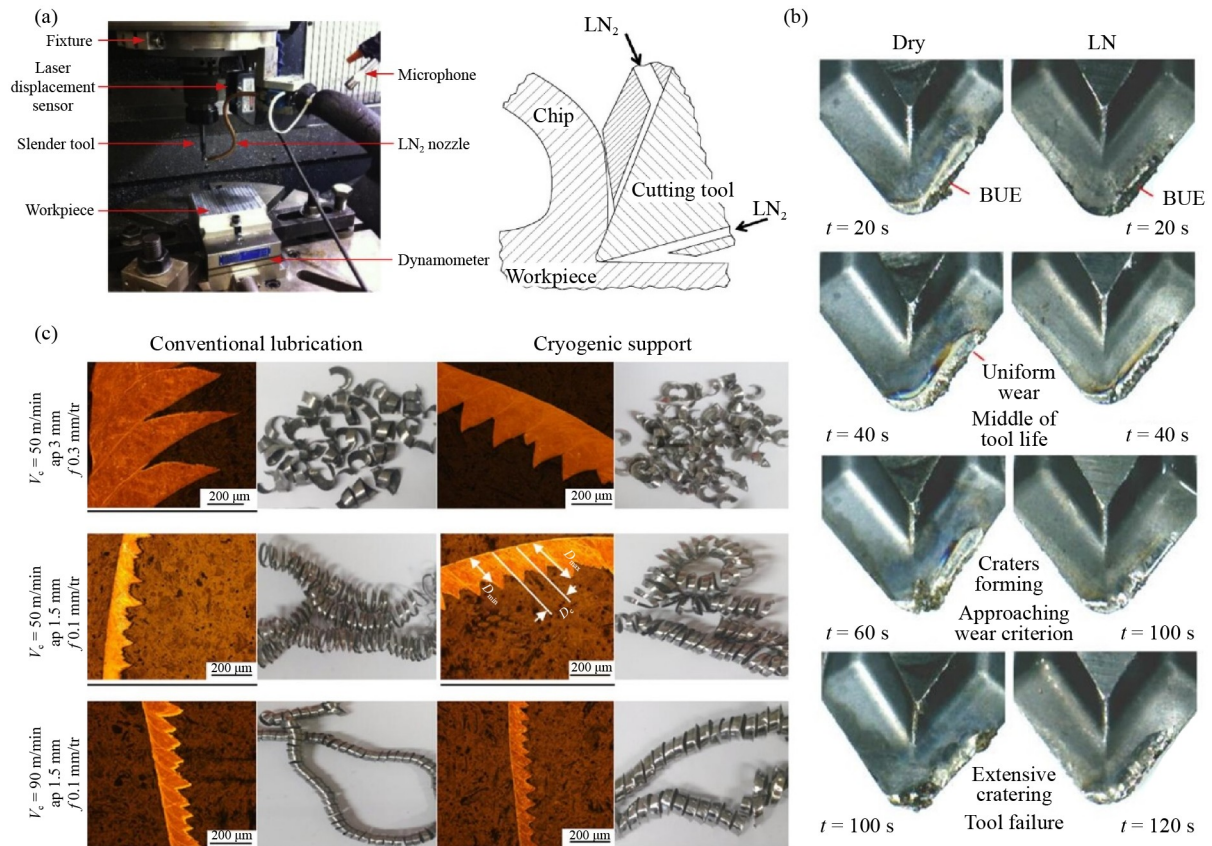 (a)
Fixture
Laser
displacement
sensor
Slender tool
Workpiece
Microphone
LN₂ nozzle
Dynamometer
LN₂
Chip
Cutting tool
LN₂
Workpiece
(b)
Dry
LN
BUE
BUE
t = 20 s
t = 20 s
Uniform
wear
Middle of
tool life
t = 40 s
t = 40 s
Craters
forming
Approaching
wear criterion
t = 60 s
t = 100 s
Extensive
cratering
Tool failure
t = 100 s
t = 120 s
(c)
Conventional lubrication
Cryogenic support
Vc = 50 m/min
ap 3 mm
f 0.3 mm/tr
200 μm
200 μm
Vc = 50 m/min
ap 1.5 mm
f 0.1 mm/tr
200 μm
Dmin
Dmax
Dc
200 μm
Vc = 90 m/min
ap 1.5 mm
f 0.1 mm/tr
200 μm
200 μm